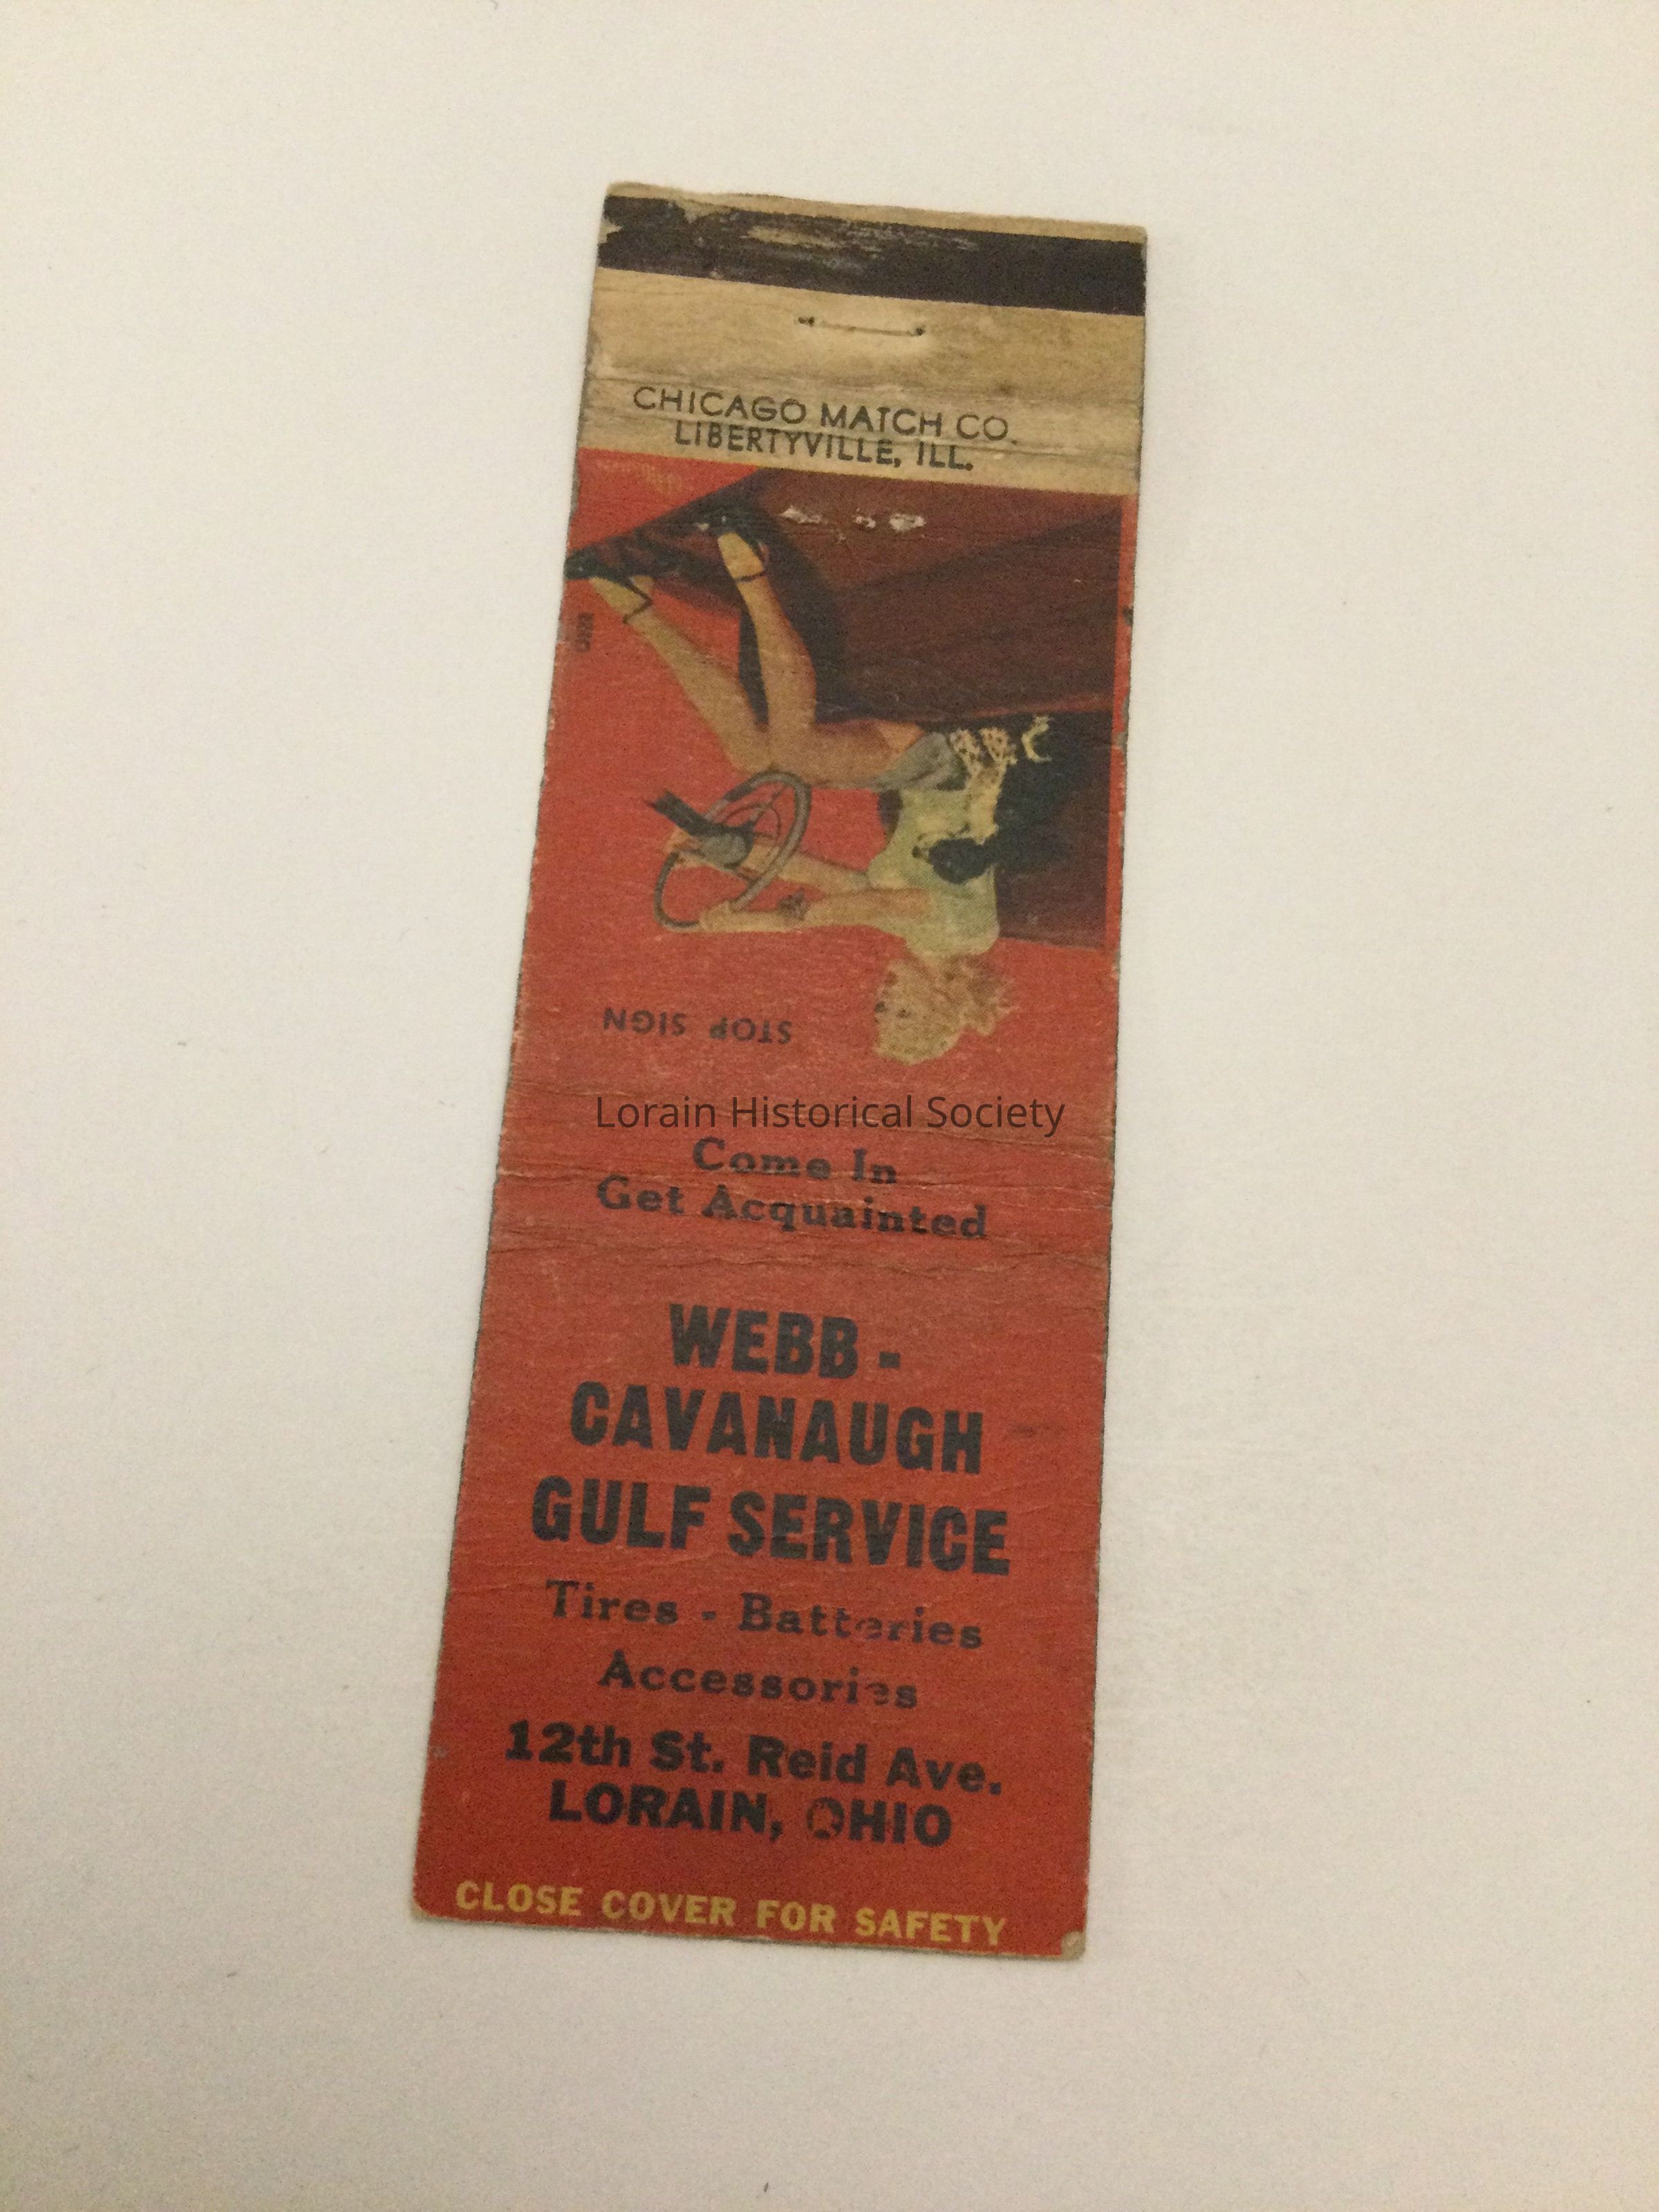 CHICAGO MATCH CO.
LIBERTYVILLE, ILL.
STOP SIGN
Lorain Historical Society
Come In
Get Acquainted
WEBB -
CAVANAUGH
GULF SERVICE
Tires - Batteries
Accessories
12th St. Reid Ave.
LORAIN, OHIO
CLOSE COVER FOR SAFETY